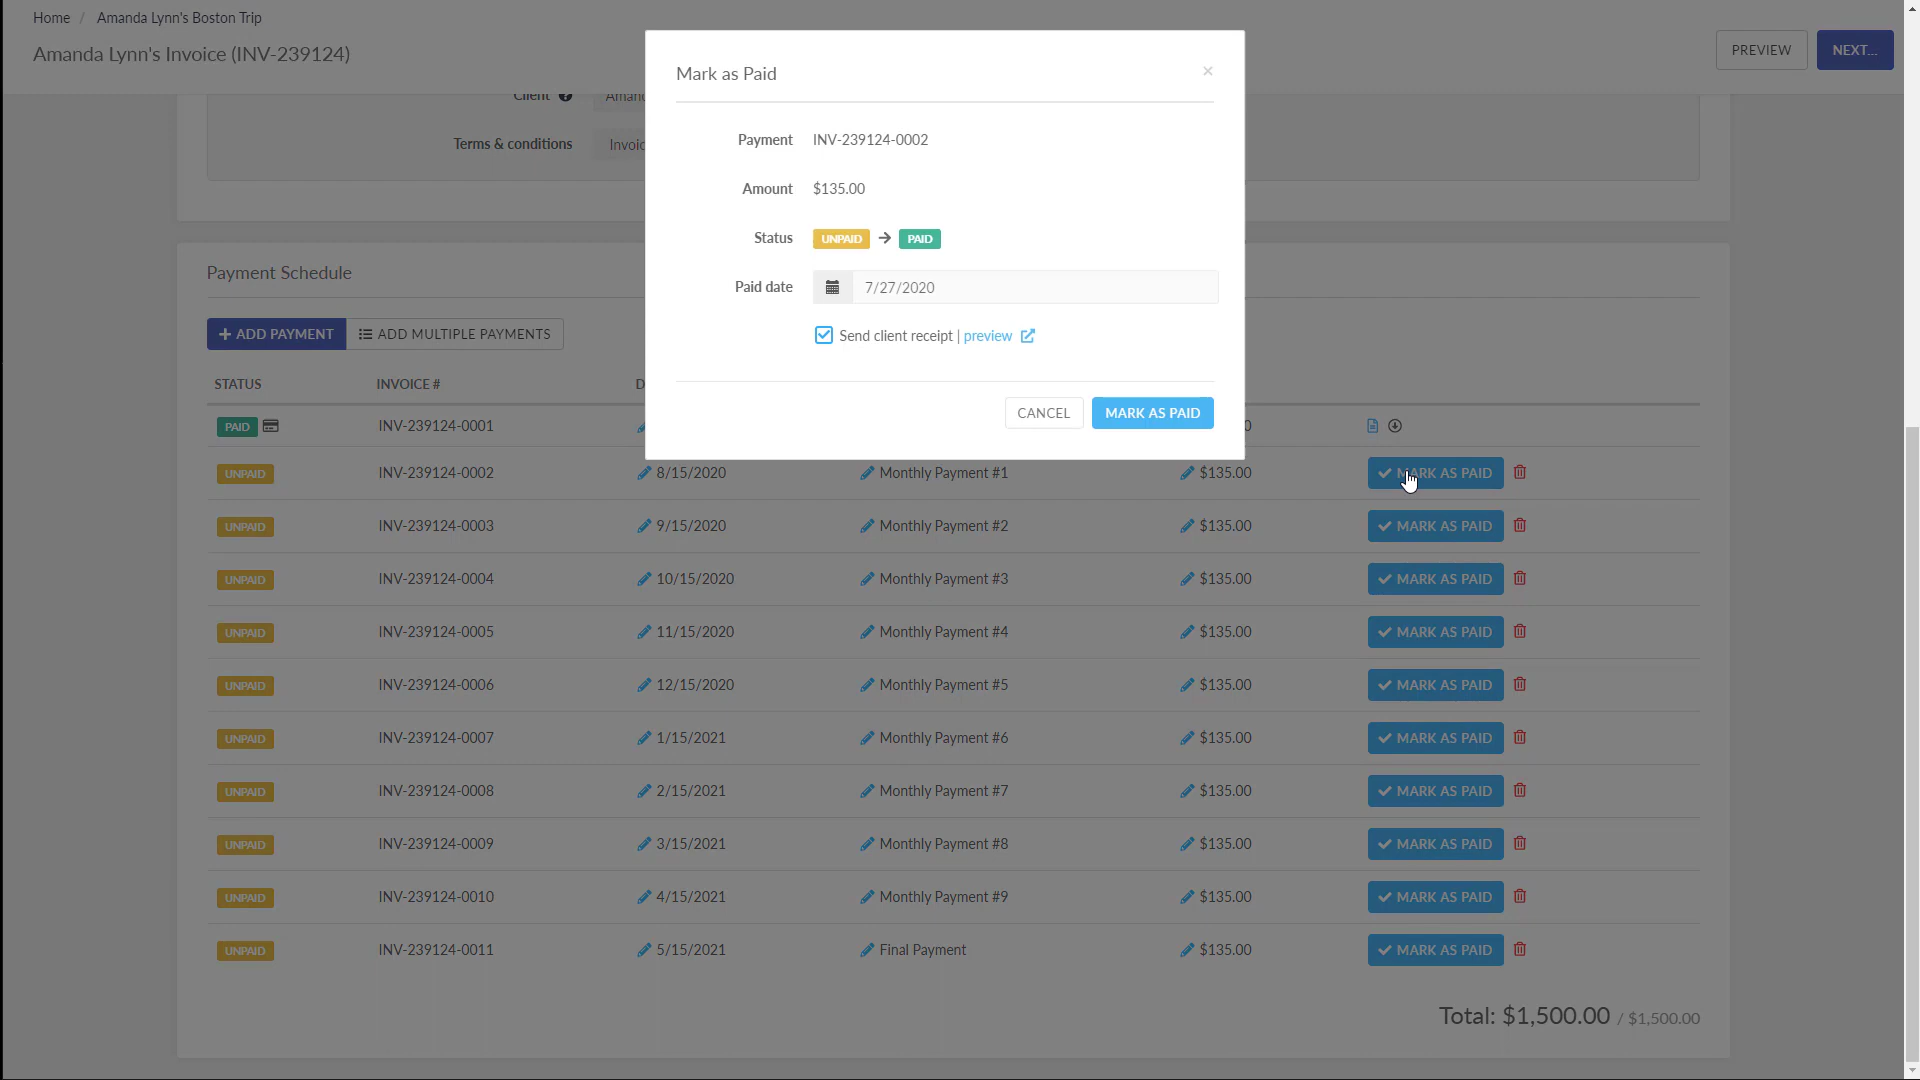 Home / Amanda Lynn's Boston Trip
Amanda Lynn's Invoice (INV-239124)
PREVIEW
NEXT...
Client
Terms & conditions
Mark as Paid
×
Payment INV-239124-0002
Amount $135.00
Status UNPAID → PAID
Paid date 7/27/2020
Send client receipt | preview
CANCEL MARK AS PAID
Payment Schedule
+ ADD PAYMENT ADD MULTIPLE PAYMENTS
STATUS INVOICE #
PAID INV-239124-0001
UNPAID INV-239124-0002 8/15/2020 Monthly Payment #1 $135.00 MARK AS PAID
UNPAID INV-239124-0003 9/15/2020 Monthly Payment #2 $135.00 MARK AS PAID
UNPAID INV-239124-0004 10/15/2020 Monthly Payment #3 $135.00 MARK AS PAID
UNPAID INV-239124-0005 11/15/2020 Monthly Payment #4 $135.00 MARK AS PAID
UNPAID INV-239124-0006 12/15/2020 Monthly Payment #5 $135.00 MARK AS PAID
UNPAID INV-239124-0007 1/15/2021 Monthly Payment #6 $135.00 MARK AS PAID
UNPAID INV-239124-0008 2/15/2021 Monthly Payment #7 $135.00 MARK AS PAID
UNPAID INV-239124-0009 3/15/2021 Monthly Payment #8 $135.00 MARK AS PAID
UNPAID INV-239124-0010 4/15/2021 Monthly Payment #9 $135.00 MARK AS PAID
UNPAID INV-239124-0011 5/15/2021 Final Payment $135.00 MARK AS PAID
Total: $1,500.00 / $1,500.00